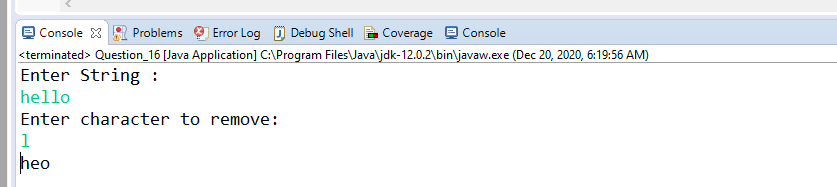 Console Problems Error Log Debug Shell Coverage Console
<terminated> Question_16 [Java Application] C:\Program Files\Java\jdk-12.0.2\bin\javaw.exe (Dec 20, 2020, 6:19:56 AM)
Enter String :
hello
Enter character to remove:
l
heo